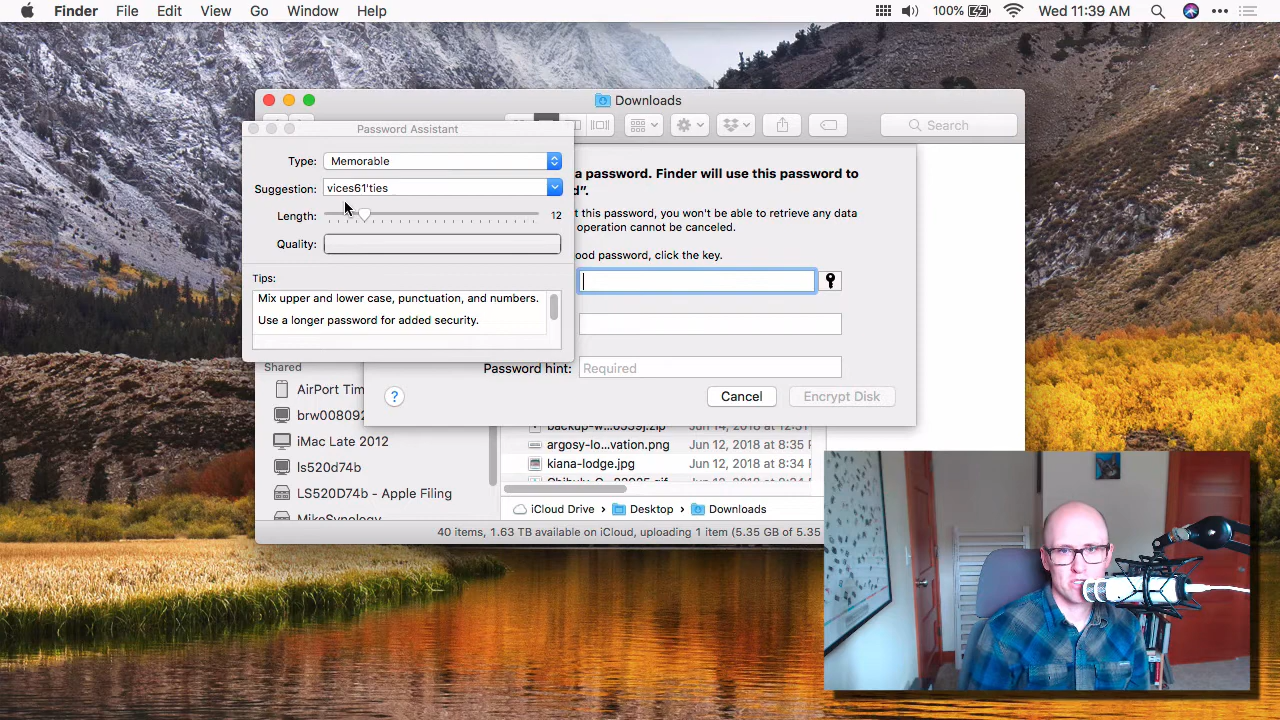 Finder File Edit View Go Window Help 100% Wed 11:39 AM
Downloads
Search
Password Assistant
Type: Memorable
Suggestion: vices61'ties
Length: 12
Quality:
Tips:
Mix upper and lower case, punctuation, and numbers.
Use a longer password for added security.
a password. Finder will use this password to
d”.
t this password, you won't be able to retrieve any data
operation cannot be canceled.
ood password, click the key.
Password hint: Required
? Cancel Encrypt Disk
Shared
AirPort Tim
brw008092
iMac Late 2012
ls520d74b
LS520D74b - Apple Filing
argosy-lo...vation.png Jun 12, 2018 at 8:35 P
kiana-lodge.jpg Jun 12, 2018 at 8:34 P
iCloud Drive › Desktop › Downloads
40 items, 1.63 TB available on iCloud, uploading 1 item (5.35 GB of 5.35